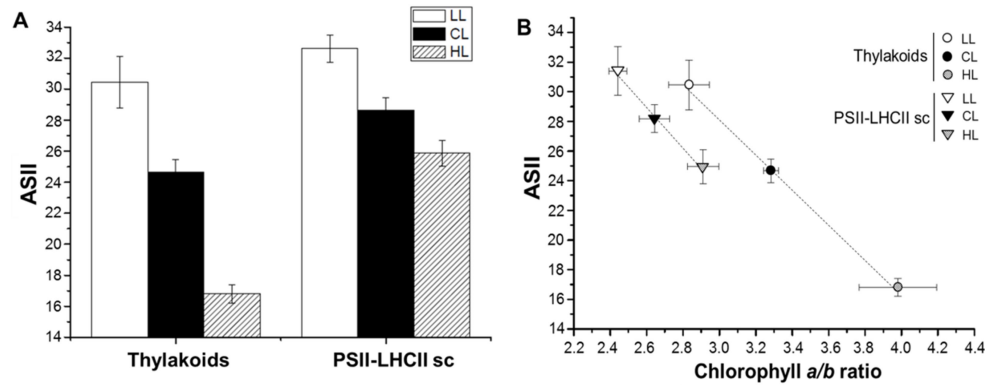 A
LL
CL
HL
ASII
34
32
30
28
26
24
22
20
18
16
14
Thylakoids PSII-LHCII sc
B
Thylakoids
LL
CL
HL
PSII-LHCII sc
LL
CL
HL
ASII
34
32
30
28
26
24
22
20
18
16
14
2.2 2.4 2.6 2.8 3.0 3.2 3.4 3.6 3.8 4.0 4.2 4.4
Chlorophyll a/b ratio